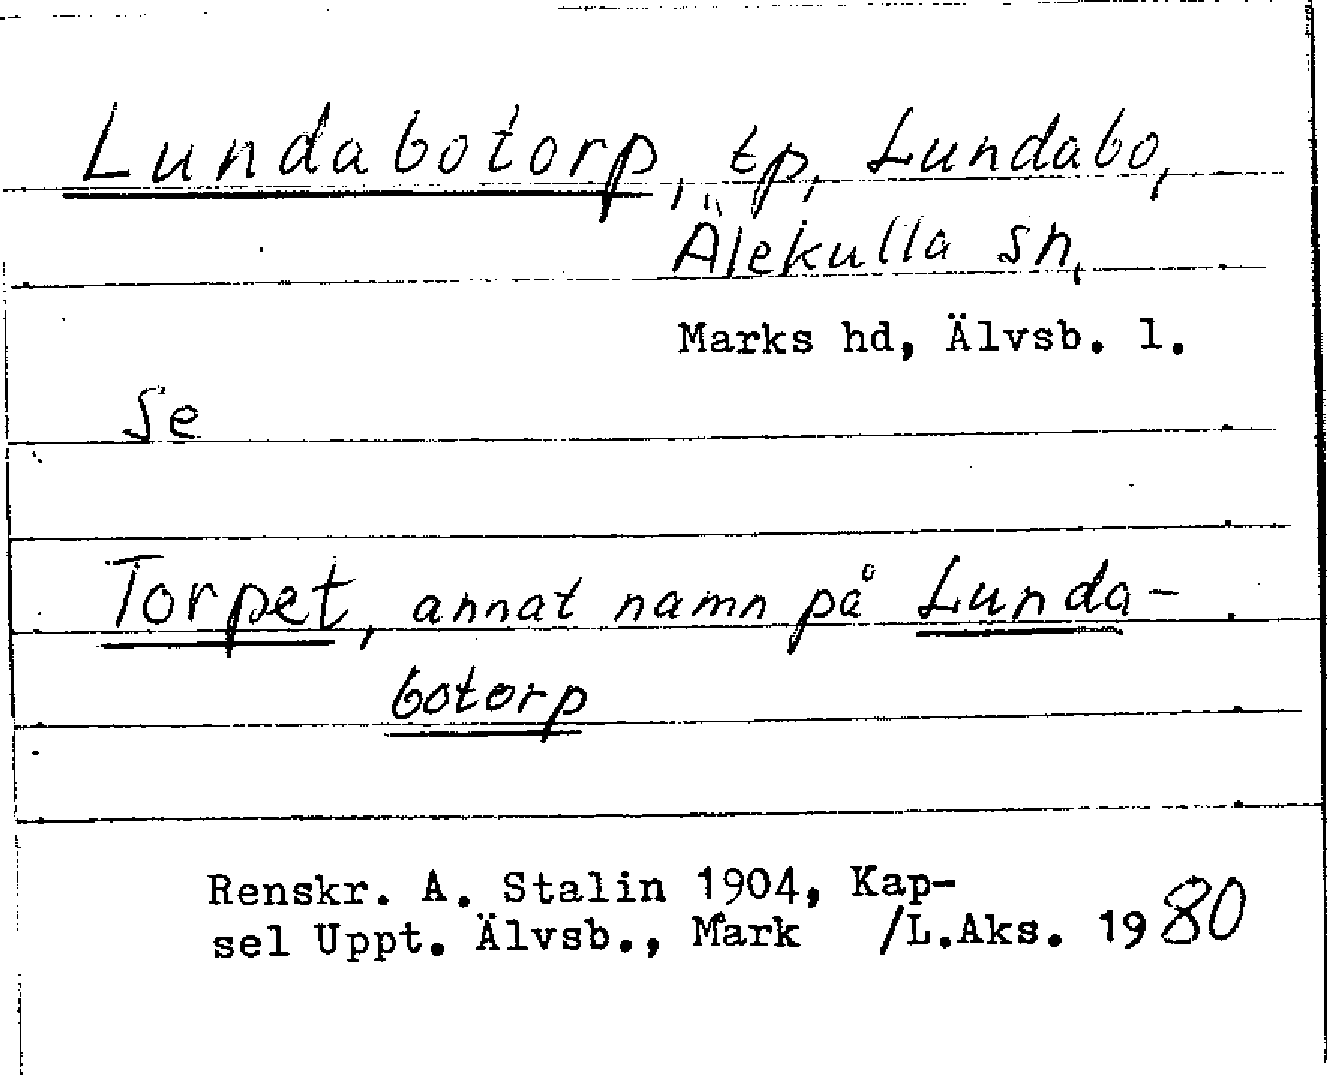 Lundabotorp, tp, Lundabo,
Älekulla sn,
Marks hd, Älvsb. l.
Se
Torpet, annat namn på Lunda-
botorp
Renskr. A. Stalin 1904, Kap-
sel Uppt. Älvsb., Mark /L.Aks. 1980